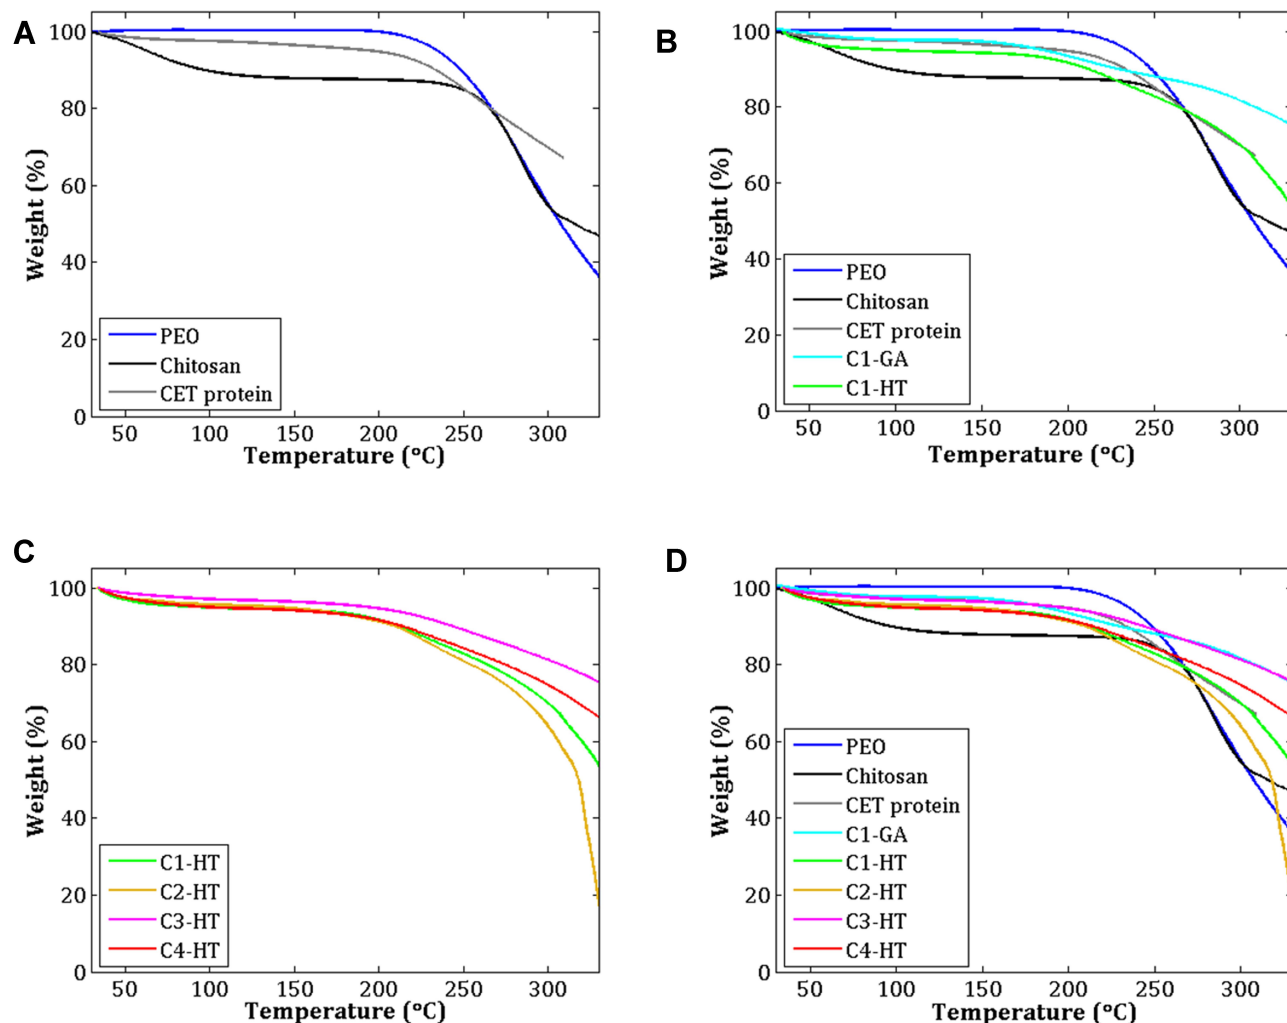 A
100
80
60
40
20
0
Weight (%)
PEO
Chitosan
CET protein
50 100 150 200 250 300
Temperature (°C)
B
100
80
60
40
20
0
Weight (%)
PEO
Chitosan
CET protein
C1-GA
C1-HT
50 100 150 200 250 300
Temperature (°C)
C
100
80
60
40
20
0
Weight (%)
C1-HT
C2-HT
C3-HT
C4-HT
50 100 150 200 250 300
Temperature (°C)
D
100
80
60
40
20
0
Weight (%)
PEO
Chitosan
CET protein
C1-GA
C1-HT
C2-HT
C3-HT
C4-HT
50 100 150 200 250 300
Temperature (°C)